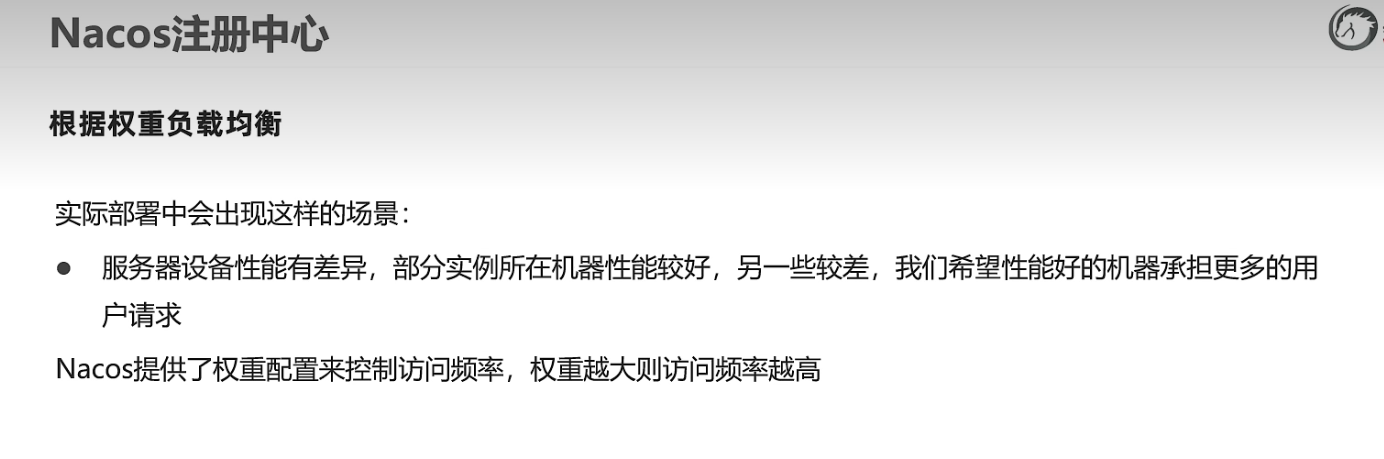 Nacos注册中心
根据权重负载均衡
实际部署中会出现这样的场景：
● 服务器设备性能有差异，部分实例所在机器性能较好，另一些较差，我们希望性能好的机器承担更多的用
户请求
Nacos提供了权重配置来控制访问频率，权重越大则访问频率越高